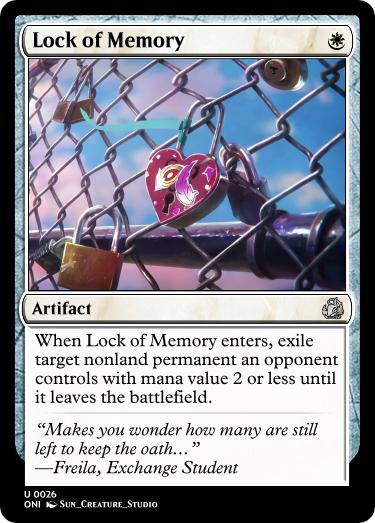 Lock of Memory
Artifact
When Lock of Memory enters, exile
target nonland permanent an opponent
controls with mana value 2 or less until
it leaves the battlefield.
“Makes you wonder how many are still
left to keep the oath…”
—Freila, Exchange Student
U 0026
ONI Sun_Creature_Studio